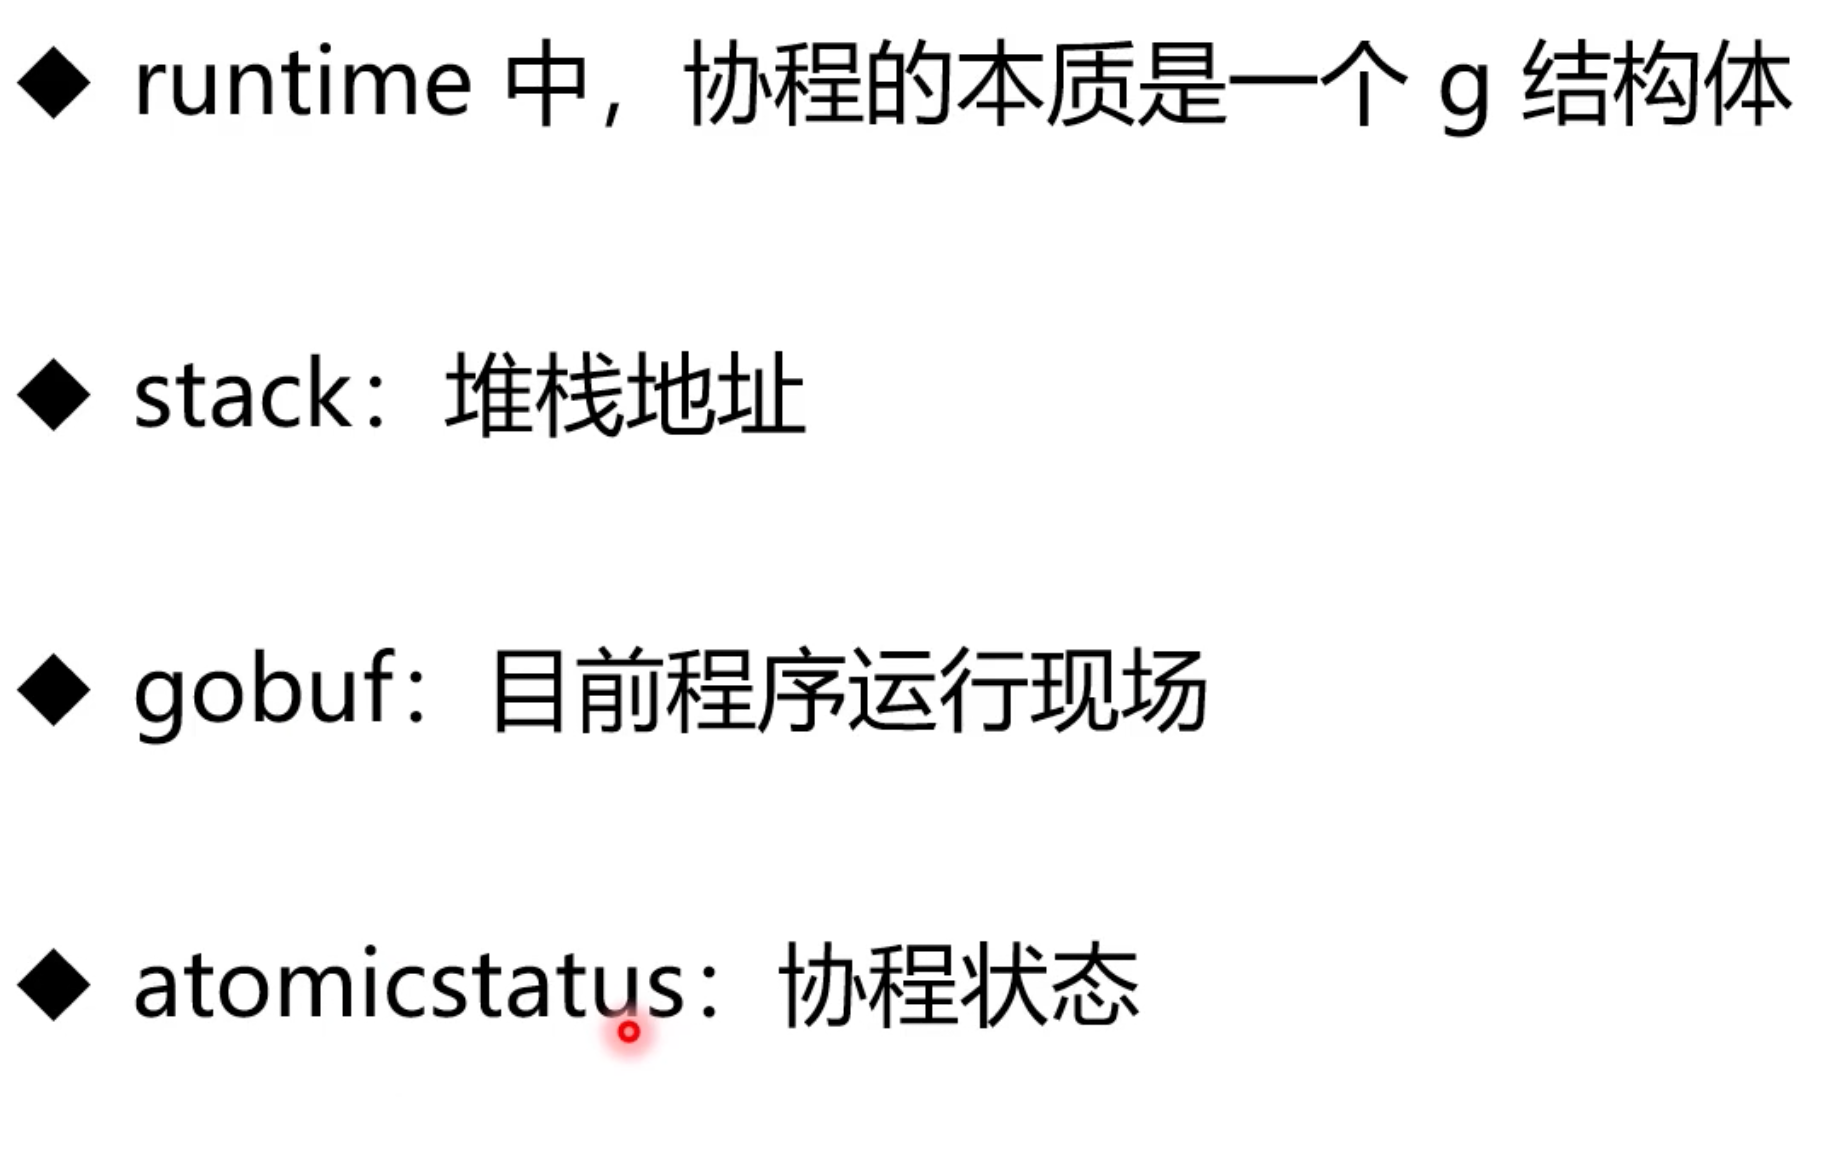 ◆ runtime 中，协程的本质是一个 g 结构体
◆ stack：堆栈地址
◆ gobuf：目前程序运行现场
◆ atomicstatus：协程状态